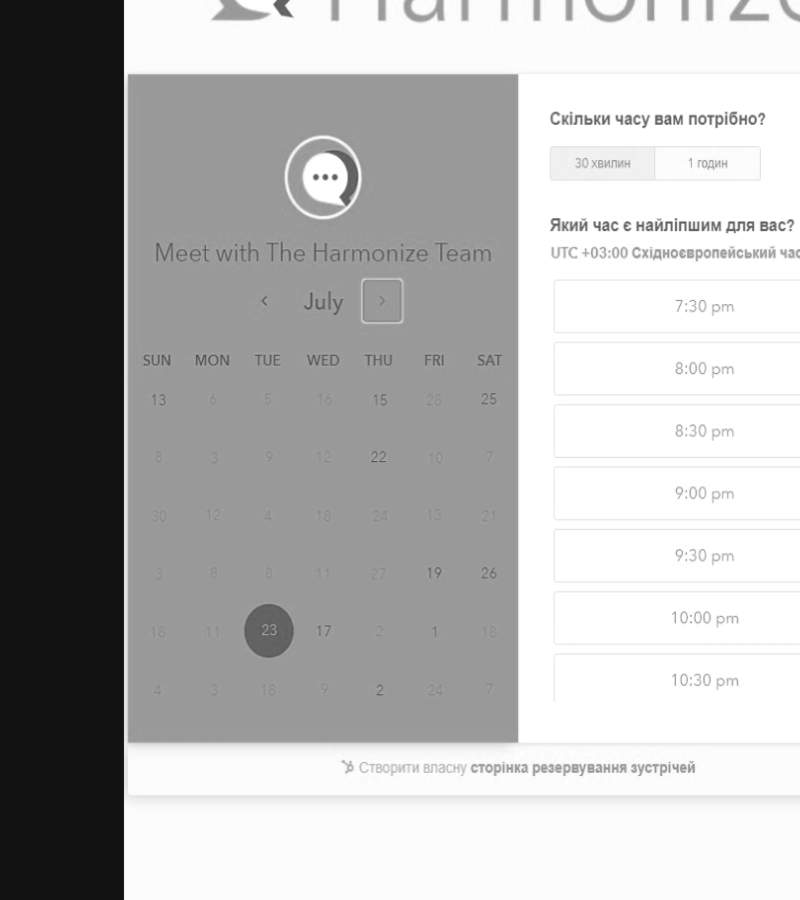 Harmonize
Meet with The Harmonize Team
July
SUN MON TUE WED THU FRI SAT
13 6 5 16 15 28 25
8 3 9 12 22 10 7
30 12 4 18 24 13 21
3 8 8 11 27 19 26
18 11 23 17 2 1 18
4 3 18 9 2 24 7
Скільки часу вам потрібно?
30 хвилин 1 годин
Який час є найліпшим для вас?
UTC +03:00 Східноєвропейський час
7:30 pm
8:00 pm
8:30 pm
9:00 pm
9:30 pm
10:00 pm
10:30 pm
Створити власну сторінка резервування зустрічей